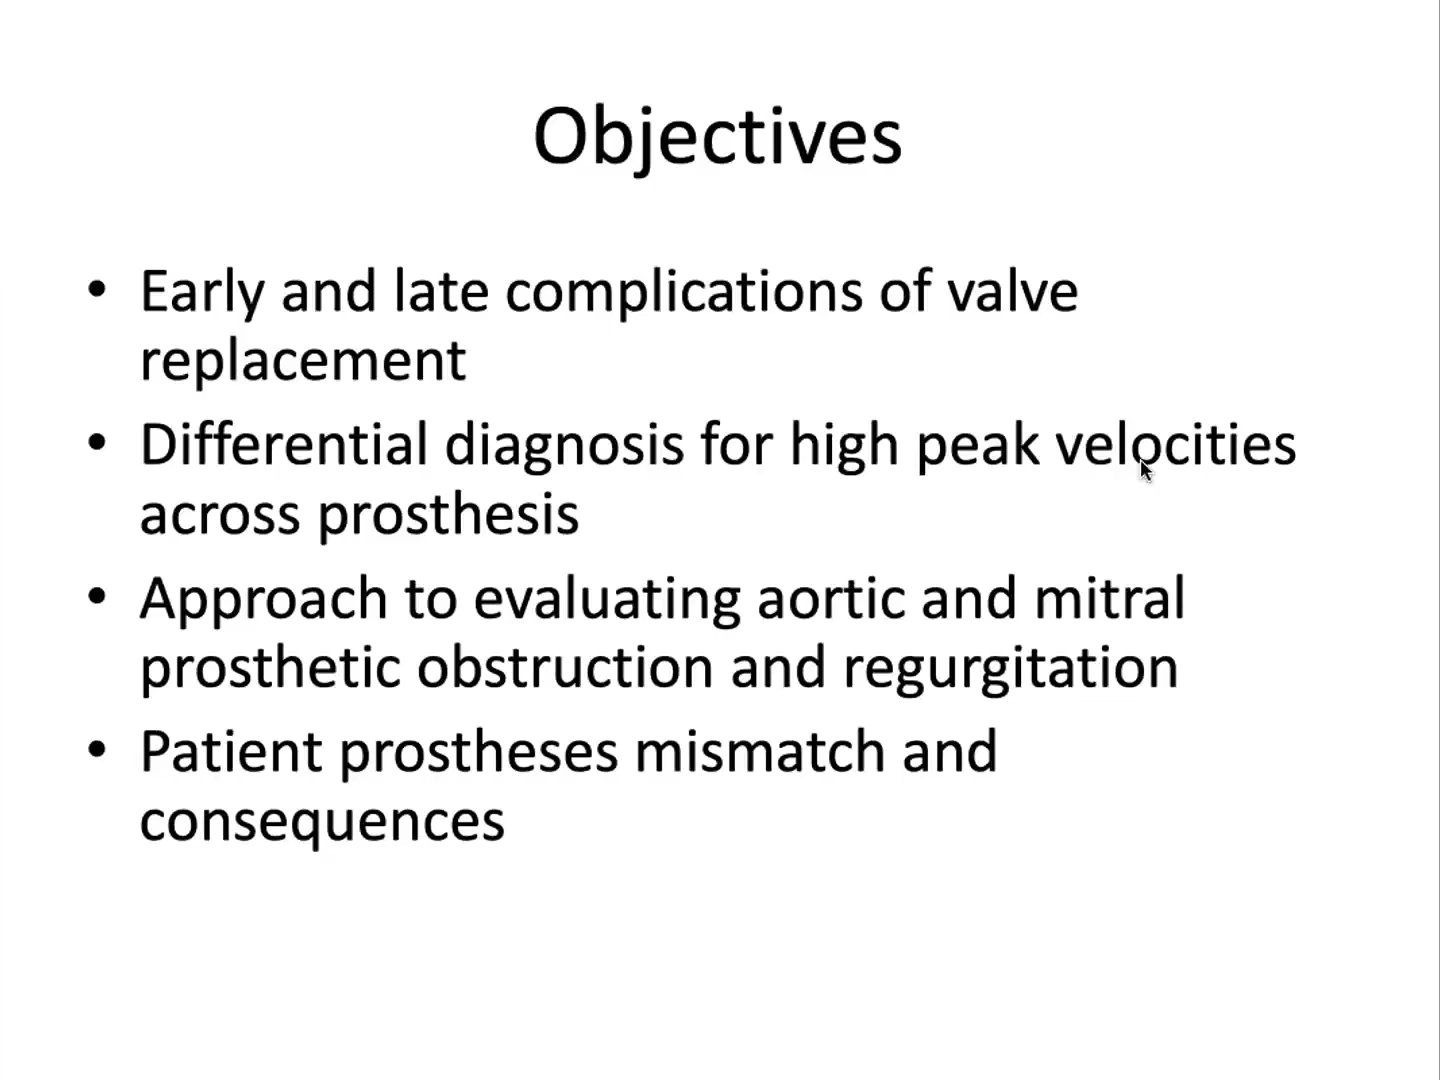 Objectives
• Early and late complications of valve
replacement
• Differential diagnosis for high peak velocities
across prosthesis
• Approach to evaluating aortic and mitral
prosthetic obstruction and regurgitation
• Patient prostheses mismatch and
consequences